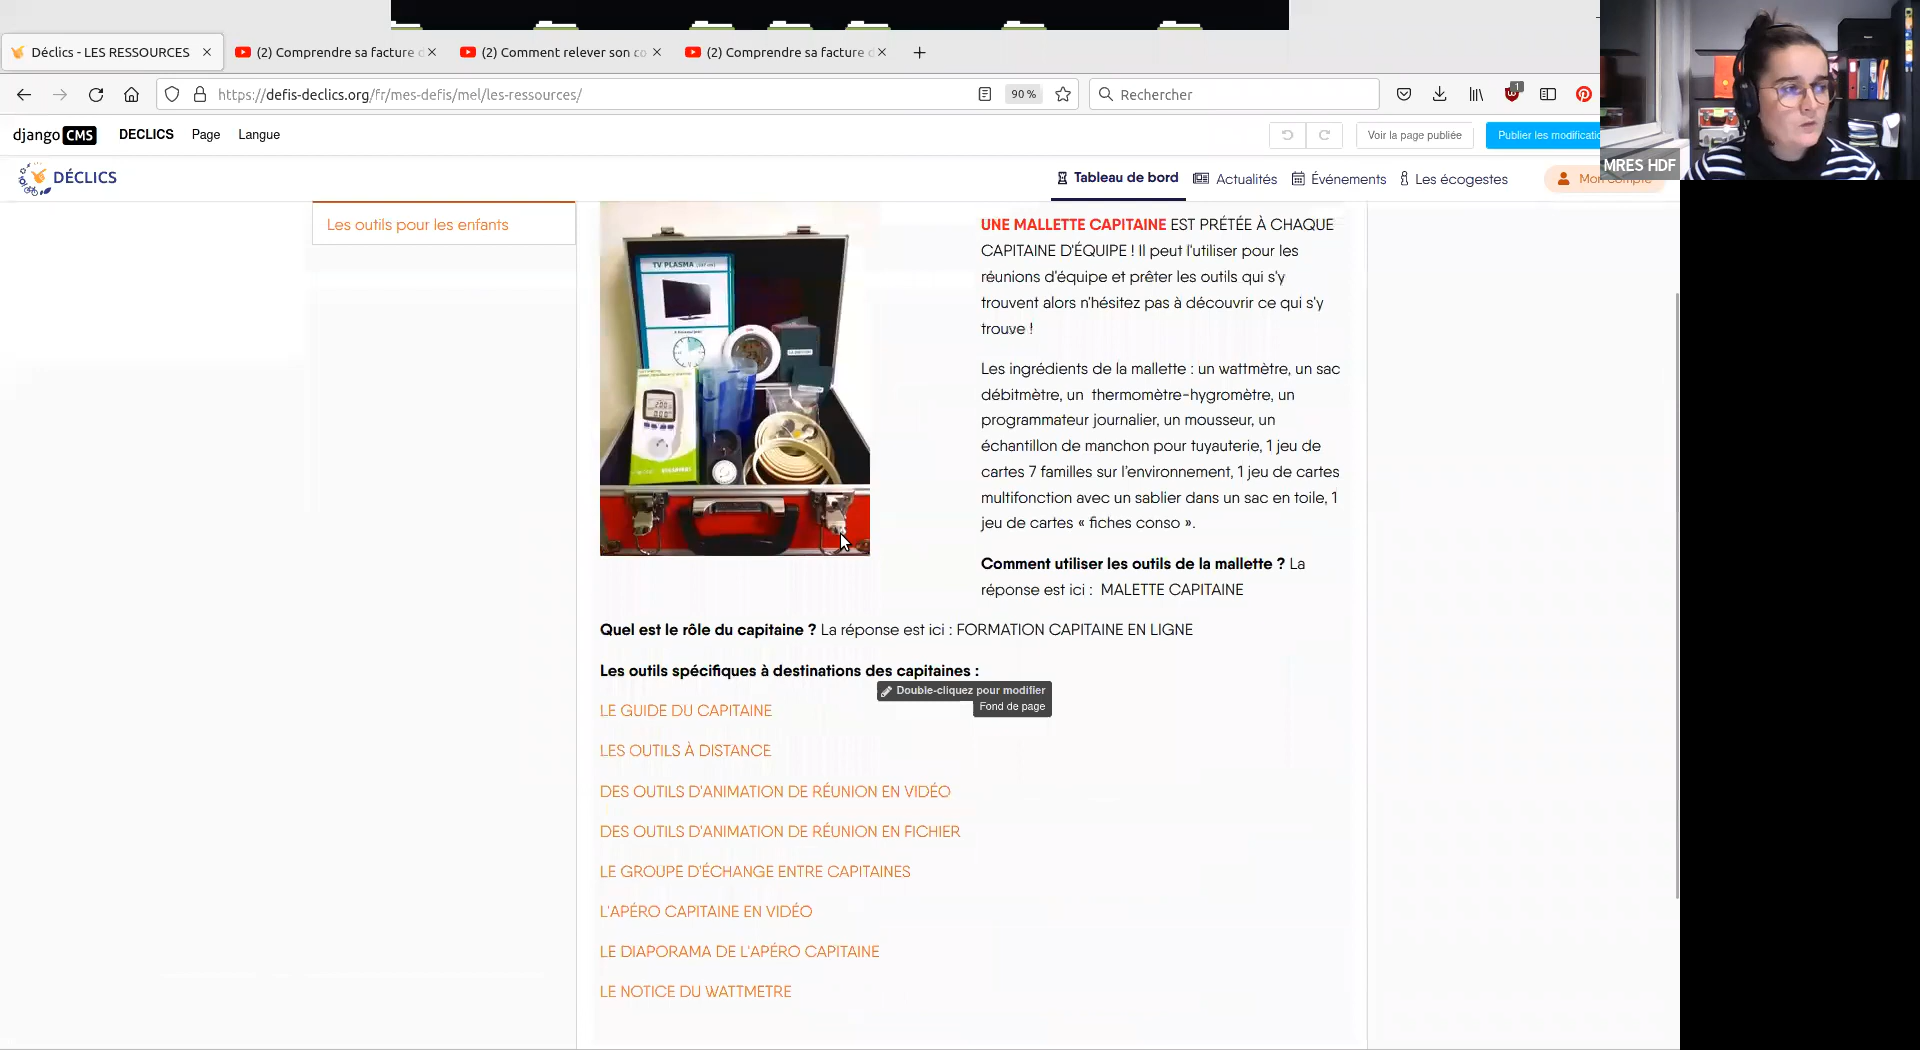 Déclics - LES RESSOURCES
(2) Comprendre sa facture d
(2) Comment relever son co
(2) Comprendre sa facture d
https://defis-declics.org/fr/mes-defis/mel/les-ressources/
90 %
Rechercher
1
django CMS
DECLICS
Page
Langue
Voir la page publiée
Publier les modificatio
MRES HDF
DÉCLICS
Tableau de bord
Actualités
Événements
Les écogestes
Mon compte
Les outils pour les enfants
TV PLASMA
UNE MALLETTE CAPITAINE EST PRÉTÉE À CHAQUE
CAPITAINE D'ÉQUIPE ! Il peut l'utiliser pour les
réunions d'équipe et prêter les outils qui s'y
trouvent alors n'hésitez pas à découvrir ce qui s'y
trouve !
Les ingrédients de la mallette : un wattmètre, un sac
débitmètre, un thermomètre-hygromètre, un
programmateur journalier, un mousseur, un
échantillon de manchon pour tuyauterie, 1 jeu de
cartes 7 familles sur l'environnement, 1 jeu de cartes
multifonction avec un sablier dans un sac en toile, 1
jeu de cartes « fiches conso ».
Comment utiliser les outils de la mallette ? La
réponse est ici : MALETTE CAPITAINE
Quel est le rôle du capitaine ? La réponse est ici : FORMATION CAPITAINE EN LIGNE
Les outils spécifiques à destinations des capitaines :
Double-cliquez pour modifier
Fond de page
LE GUIDE DU CAPITAINE
LES OUTILS À DISTANCE
DES OUTILS D'ANIMATION DE RÉUNION EN VIDÉO
DES OUTILS D'ANIMATION DE RÉUNION EN FICHIER
LE GROUPE D'ÉCHANGE ENTRE CAPITAINES
L'APÉRO CAPITAINE EN VIDÉO
LE DIAPORAMA DE L'APÉRO CAPITAINE
LE NOTICE DU WATTMETRE